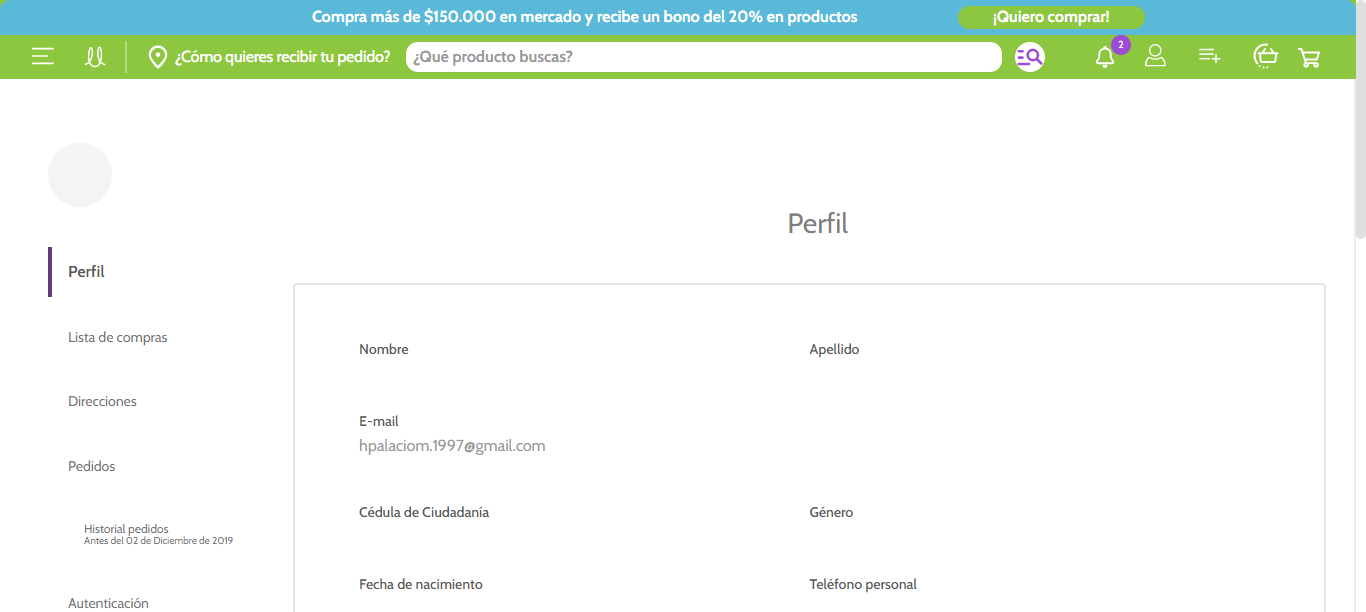 Compra más de $150.000 en mercado y recibe un bono del 20% en productos
¡Quiero comprar!
¿Cómo quieres recibir tu pedido?
¿Qué producto buscas?
2
Perfil
Perfil
Lista de compras
Direcciones
Pedidos
Historial pedidos
Antes del 02 de Diciembre de 2019
Autenticación
Nombre
Apellido
E-mail
hpalaciom.1997@gmail.com
Cédula de Ciudadanía
Género
Fecha de nacimiento
Teléfono personal